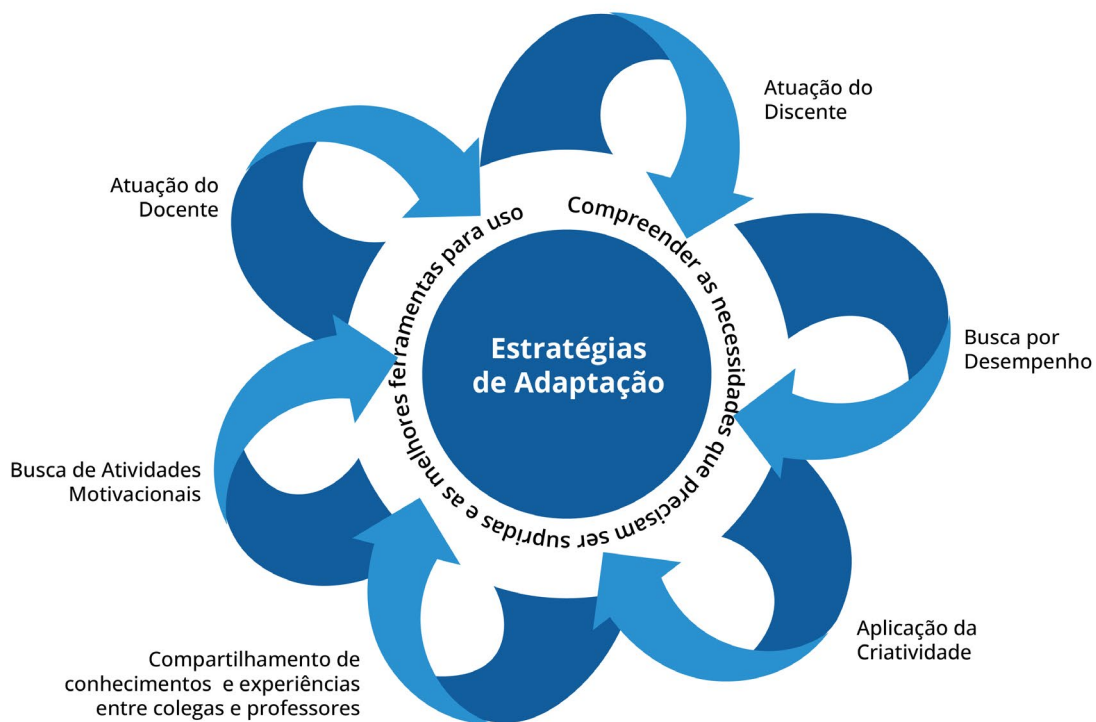 Estratégias
de Adaptação
Compreender as necessidades que precisam ser supridas e as melhores ferramentas para uso
Atuação do
Discente
Busca por
Desempenho
Aplicação da
Criatividade
Compartilhamento de
conhecimentos e experiências
entre colegas e professores
Busca de Atividades
Motivacionais
Atuação do
Docente